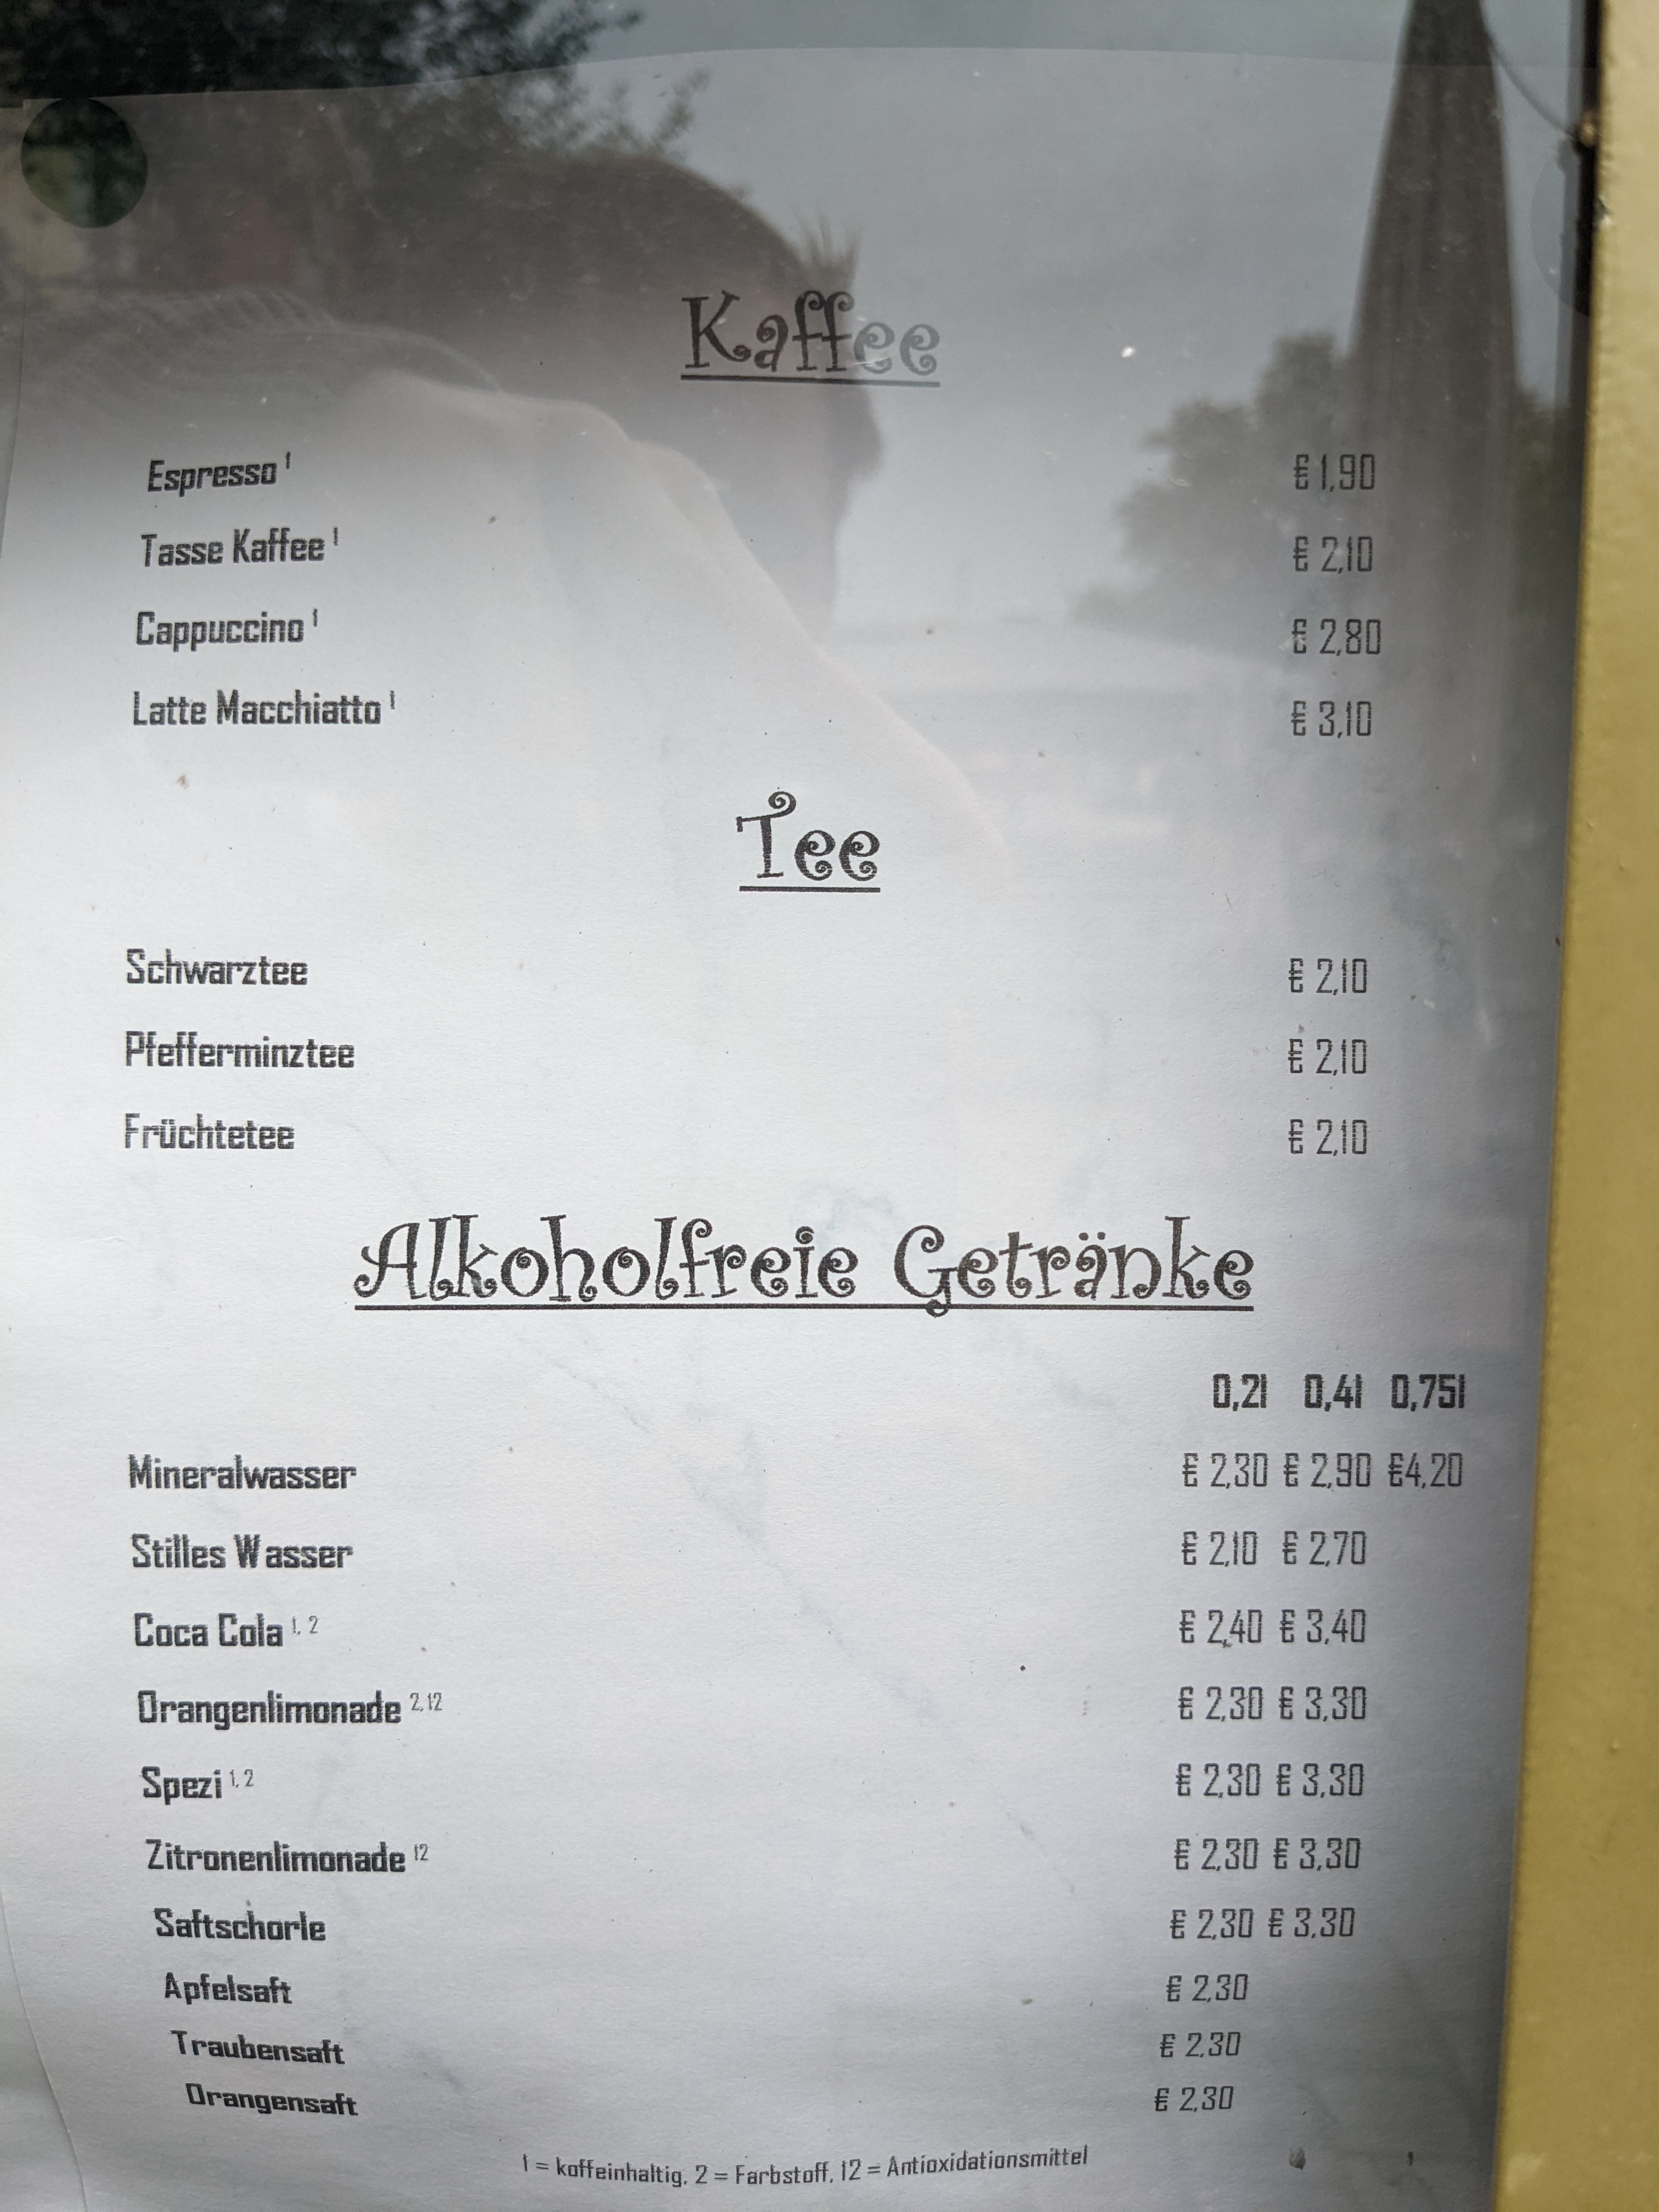 Kaffee
Espresso ¹ € 1,90
Tasse Kaffee ¹ € 2,10
Cappuccino ¹ € 2,80
Latte Macchiatto ¹ € 3,10
Tee
Schwarztee € 2,10
Pfefferminztee € 2,10
Früchtetee € 2,10
Alkoholfreie Getränke
0,2l 0,4l 0,75l
Mineralwasser € 2,30 € 2,90 €4,20
Stilles Wasser € 2,10 € 2,70
Coca Cola ¹, ² € 2,40 € 3,40
Orangenlimonade ²,¹² € 2,30 € 3,30
Spezi ¹, ² € 2,30 € 3,30
Zitronenlimonade ¹² € 2,30 € 3,30
Saftschorle € 2,30 € 3,30
Apfelsaft € 2,30
Traubensaft € 2,30
Orangensaft € 2,30
1 = koffeinhaltig, 2 = Farbstoff, 12 = Antioxidationsmittel